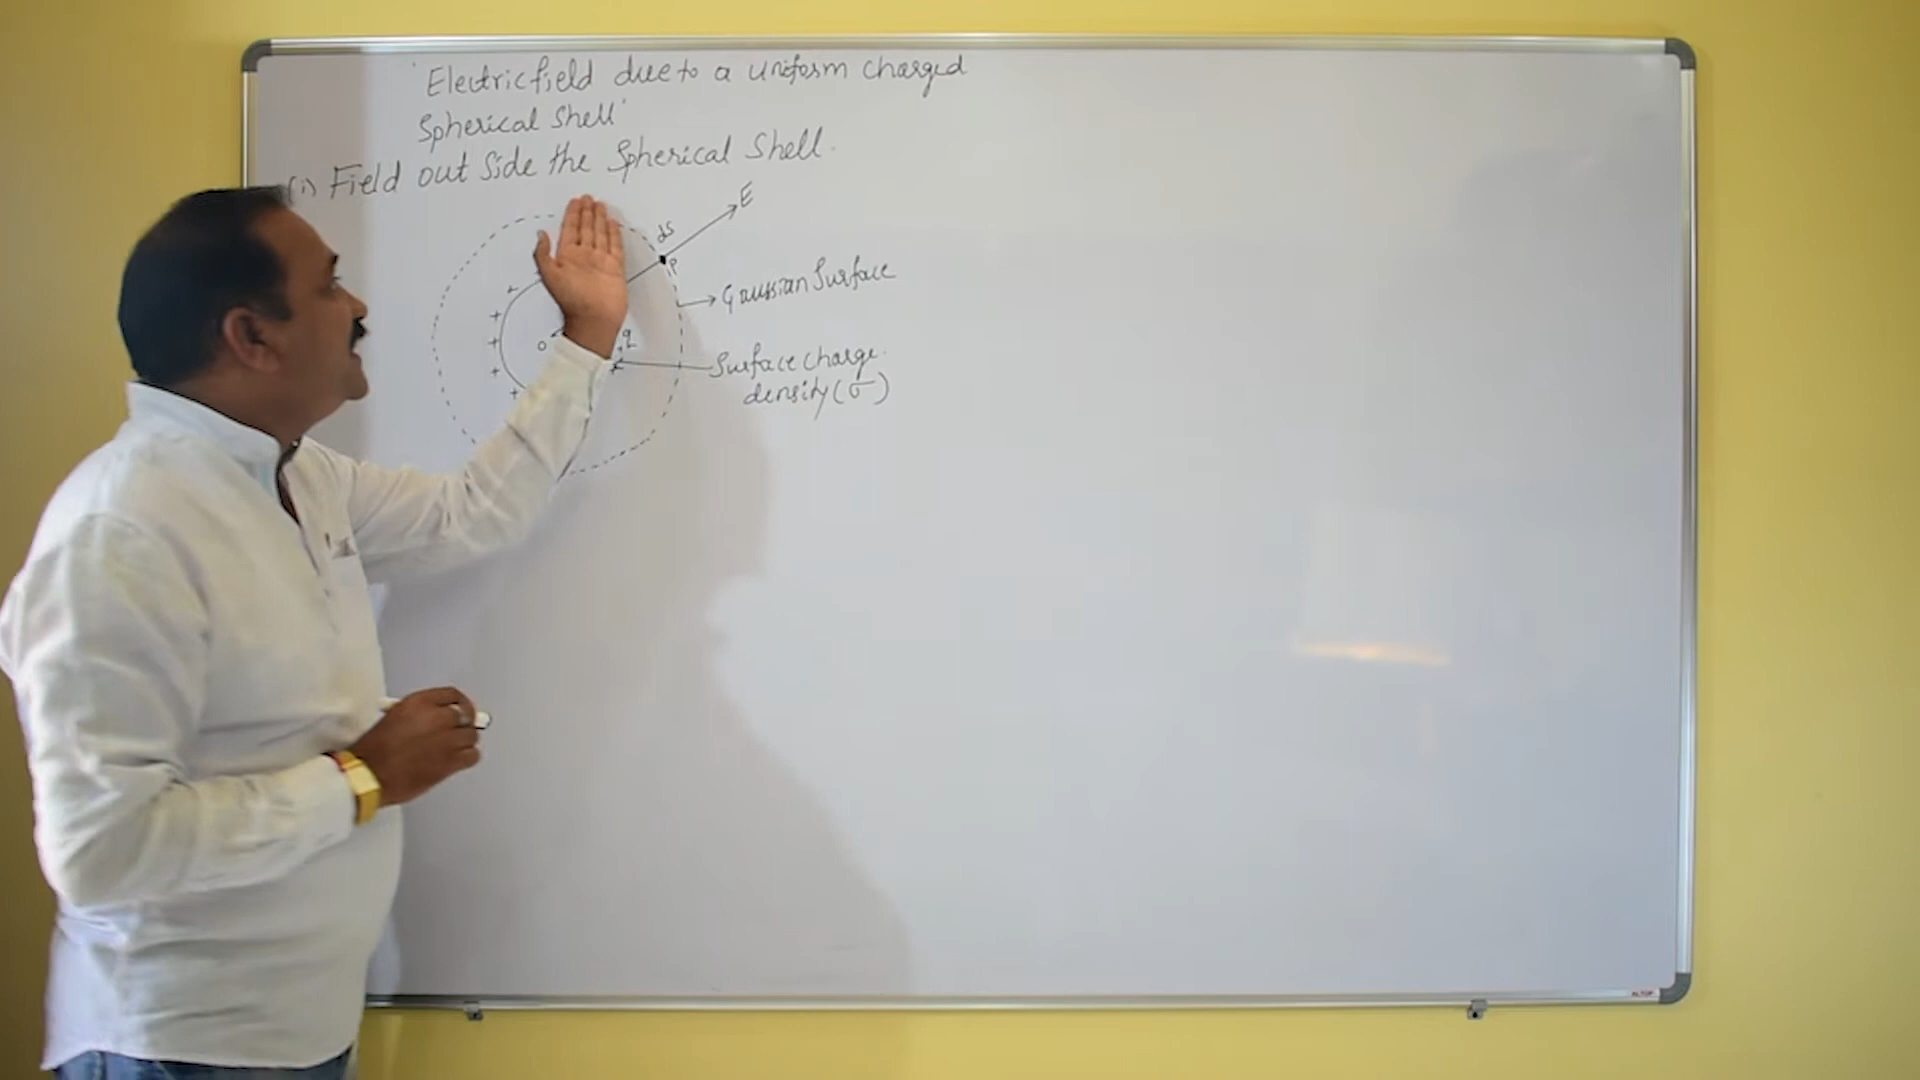 'Electric field due to a uniform charged
Spherical Shell'
(i) Field out side the Spherical Shell.
E
ds
P
Gaussian Surface
q
O
Surface charge.
density (σ)